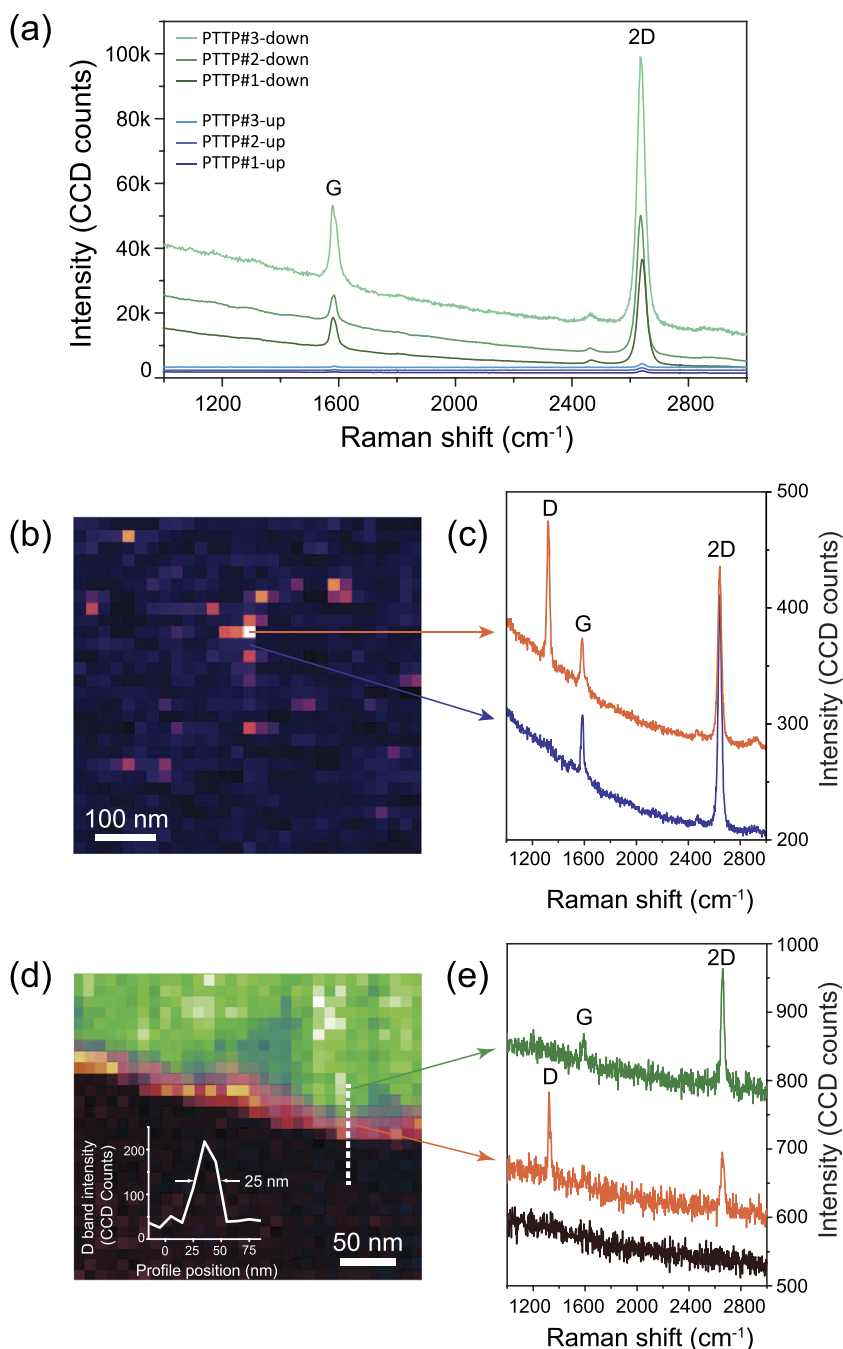 (a)
PTTP#3-down
PTTP#2-down
PTTP#1-down
PTTP#3-up
PTTP#2-up
PTTP#1-up
G
2D
100k
80k
60k
40k
20k
0
Intensity (CCD counts)
1200 1600 2000 2400 2800
Raman shift (cm-1)
(b)
100 nm
(c)
D
G
2D
500
400
300
200
Intensity (CCD counts)
1200 1600 2000 2400 2800
Raman shift (cm-1)
(d)
D band intensity
(CCD Counts)
200
100
0
25 nm
0 25 50 75
Profile position (nm)
50 nm
(e)
2D
G
D
1000
900
800
700
600
500
Intensity (CCD counts)
1200 1600 2000 2400 2800
Raman shift (cm-1)